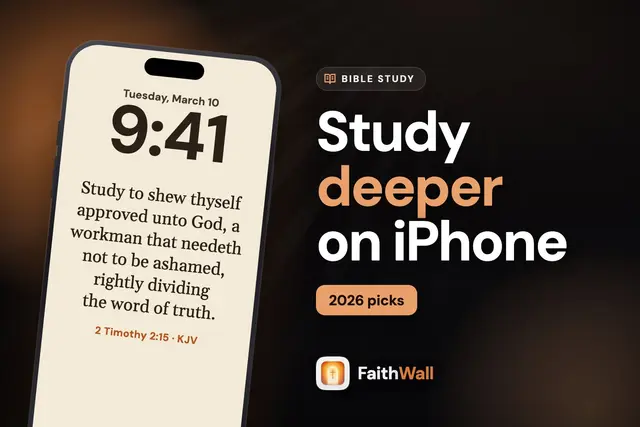 Tuesday, March 10
9:41
Study to shew thyself
approved unto God, a
workman that needeth
not to be ashamed,
rightly dividing
the word of truth.
2 Timothy 2:15 · KJV
BIBLE STUDY
Study
deeper
on iPhone
2026 picks
FaithWall